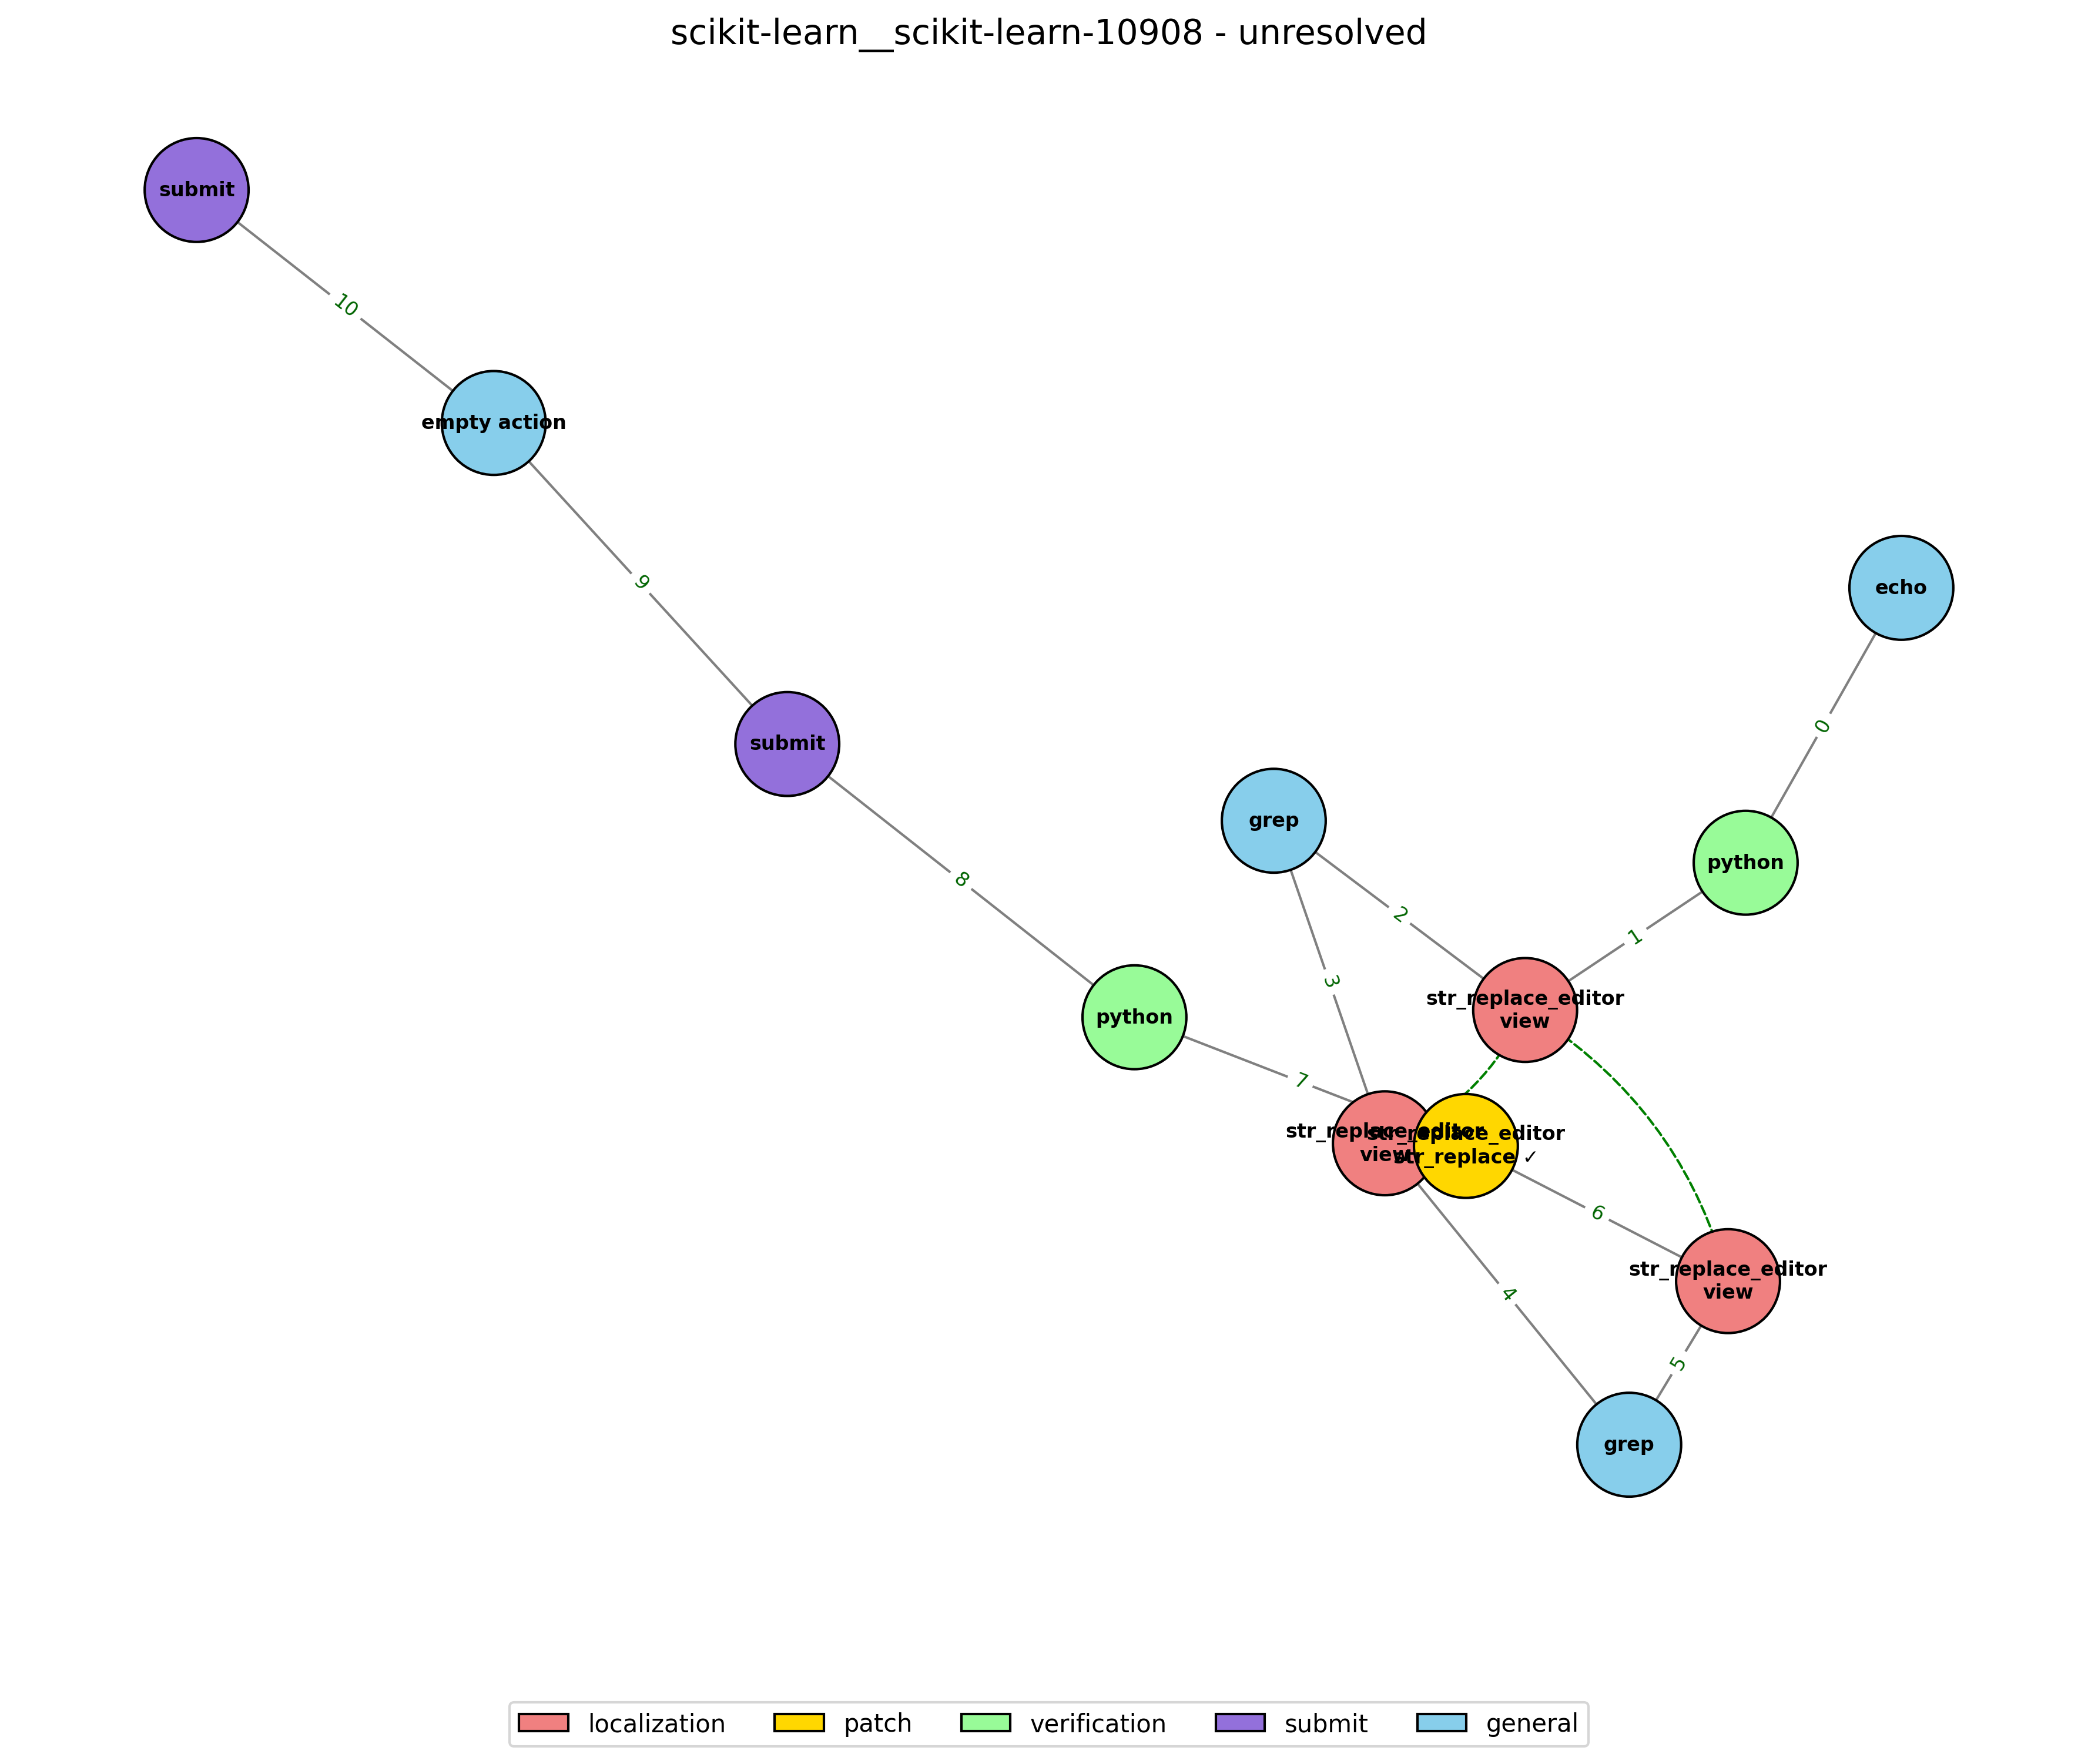 scikit-learn__scikit-learn-10908 - unresolved
submit
10
empty action
9
echo
submit
0
grep
python
8
2
1
3
str_replace_editor
view
python
7
str_replace_editor
view
str_replace_editor
str_replace ✓
6
str_replace_editor
view
4
5
grep
localization
patch
verification
submit
general